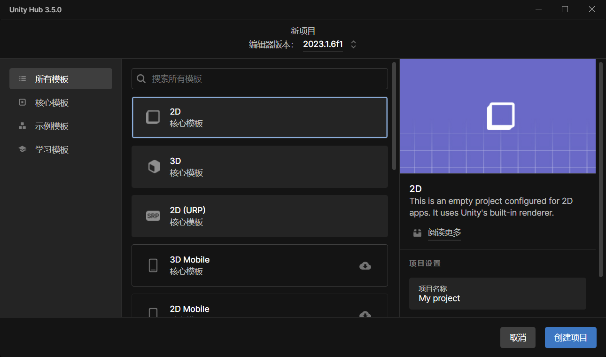 Unity Hub 3.5.0
新项目
编辑器版本： 2023.1.6f1
所有模板
核心模板
示例模板
学习模板
搜索所有模板
2D
核心模板
3D
核心模板
SRP
2D (URP)
核心模板
3D Mobile
核心模板
2D Mobile
2D
This is an empty project configured for 2D
apps. It uses Unity's built-in renderer.
阅读更多
项目设置
项目名称
My project
取消
创建项目